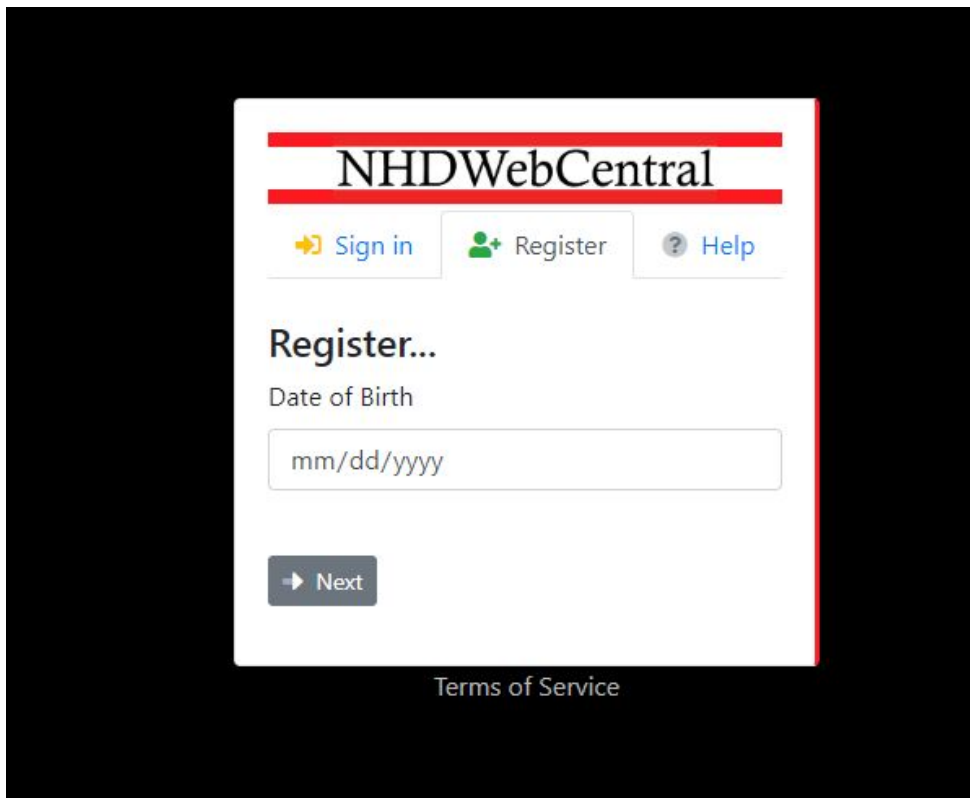 NHDWebCentral
Sign in Register Help
Register...
Date of Birth
mm/dd/yyyy
Next
Terms of Service